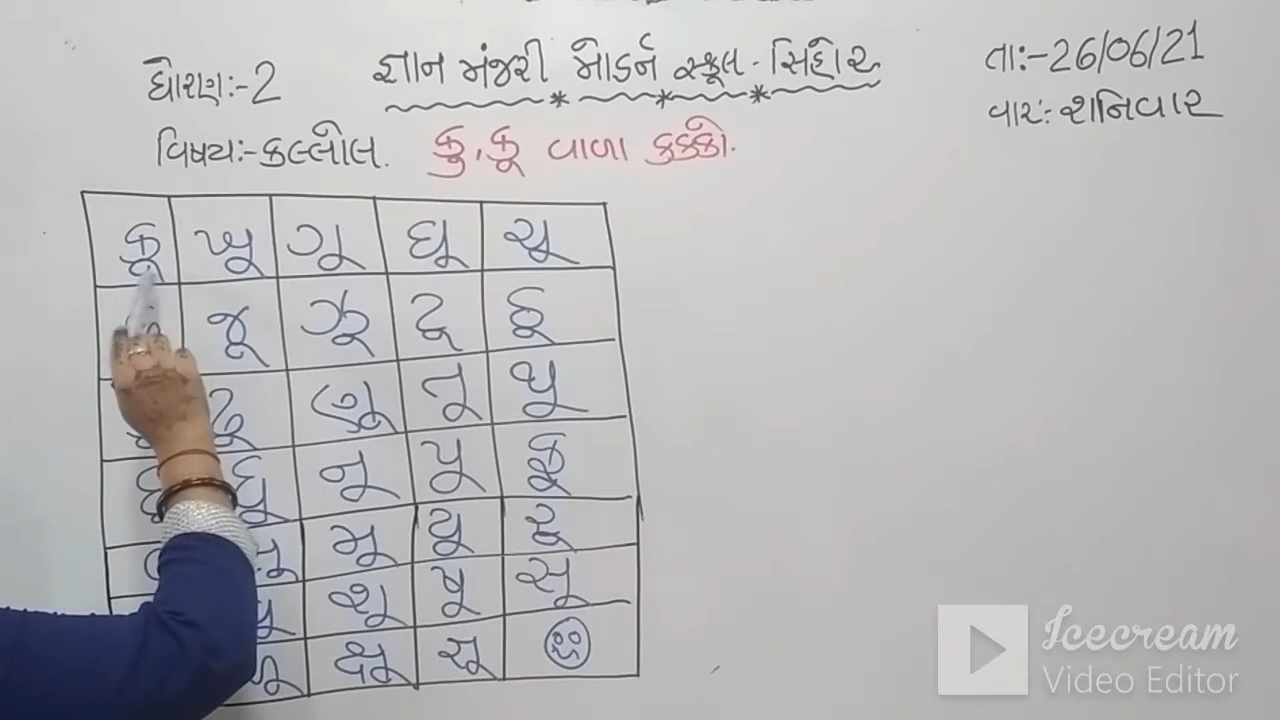 ધોરણ:-2 જ્ઞાન મંજરી મોડર્ન સ્કૂલ - સિહોર તા:-26/06/21
વિષય:-કલ્લોલ. કુ,કૂ વાળા કક્કો. વાર:-શનિવાર
કૂ ખૂ ગૂ ઘૂ ચૂ
જૂ ઝૂ ટૂ ઠૂ
ઢૂ ણૂ તૂ થૂ
ધૂ નૂ પૂ ફૂ
મૂ યૂ રૂ
શૂ ષૂ સૂ
ક્ષૂ
Icecream
Video Editor